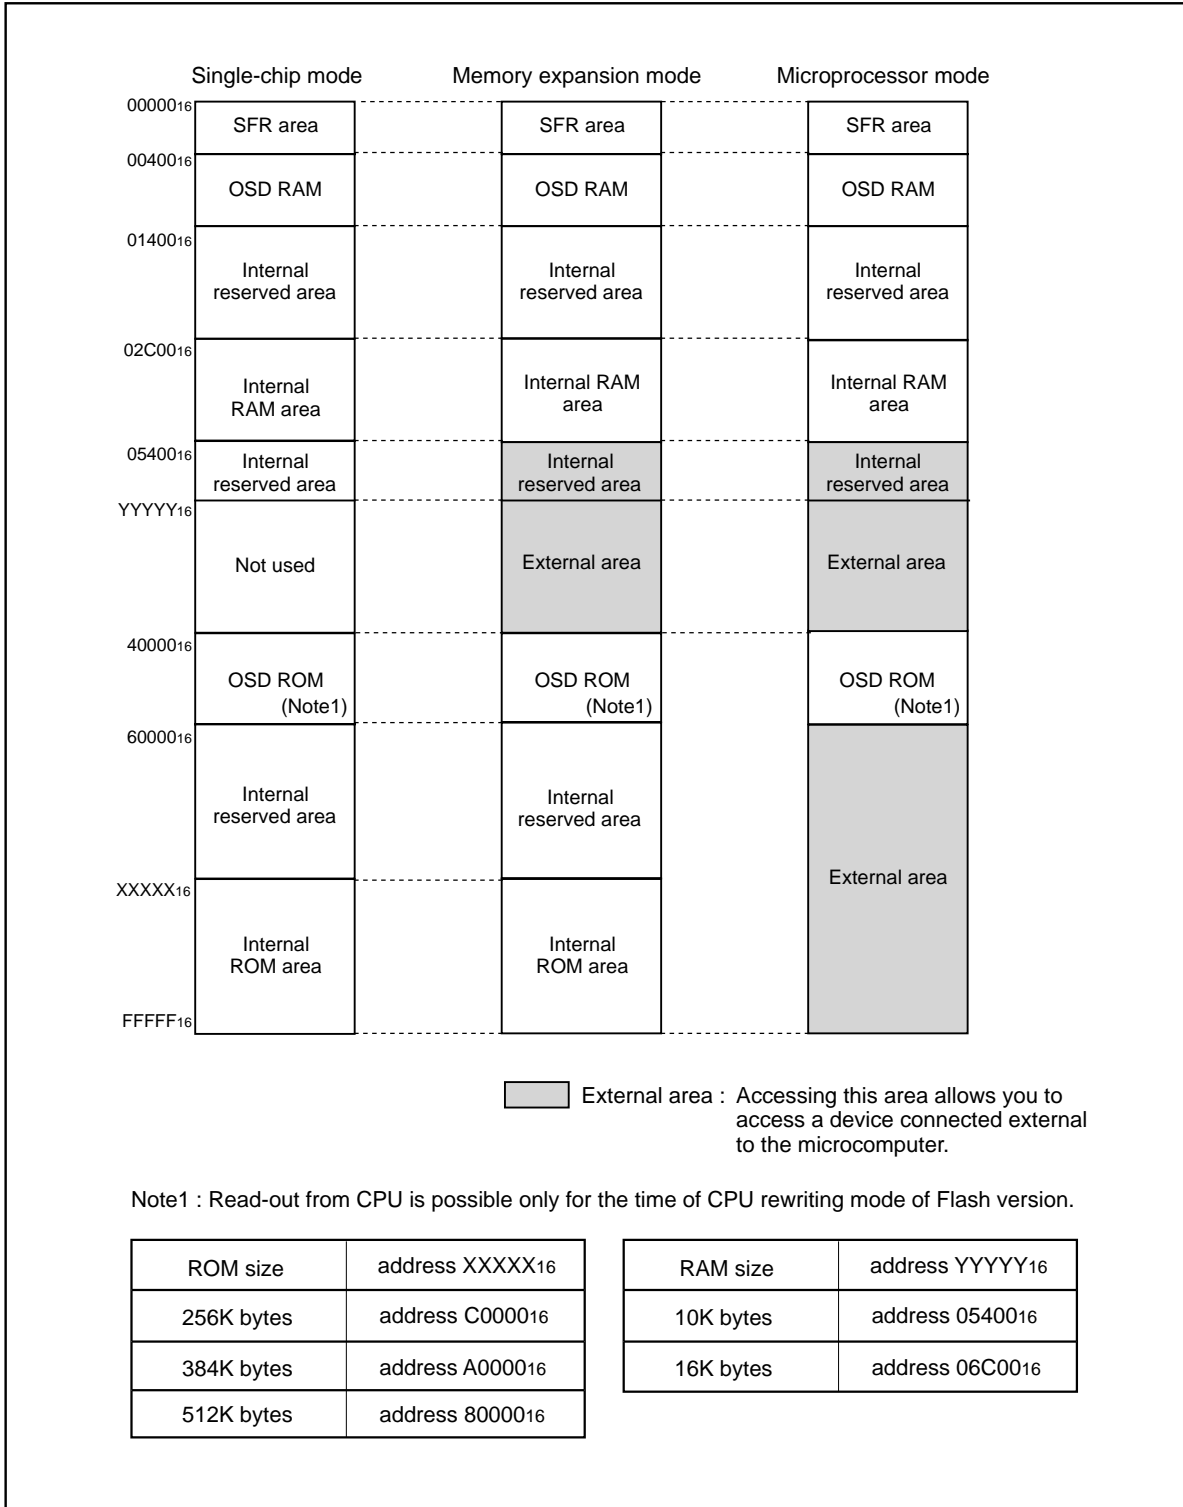 Single-chip mode Memory expansion mode Microprocessor mode
0000016
SFR area SFR area SFR area
0040016
OSD RAM OSD RAM OSD RAM
0140016
Internal Internal Internal
reserved area reserved area reserved area
02C0016
Internal Internal RAM Internal RAM
RAM area area area
0540016
Internal Internal Internal
reserved area reserved area reserved area
YYYYY16
Not used External area External area
4000016
OSD ROM OSD ROM OSD ROM
(Note1) (Note1) (Note1)
6000016
Internal Internal
reserved area reserved area
External area
XXXXX16
Internal Internal
ROM area ROM area
FFFFF16
External area : Accessing this area allows you to
access a device connected external
to the microcomputer.
Note1 : Read-out from CPU is possible only for the time of CPU rewriting mode of Flash version.
ROM size address XXXXX16
256K bytes address C000016
384K bytes address A000016
512K bytes address 8000016
RAM size address YYYYY16
10K bytes address 0540016
16K bytes address 06C0016